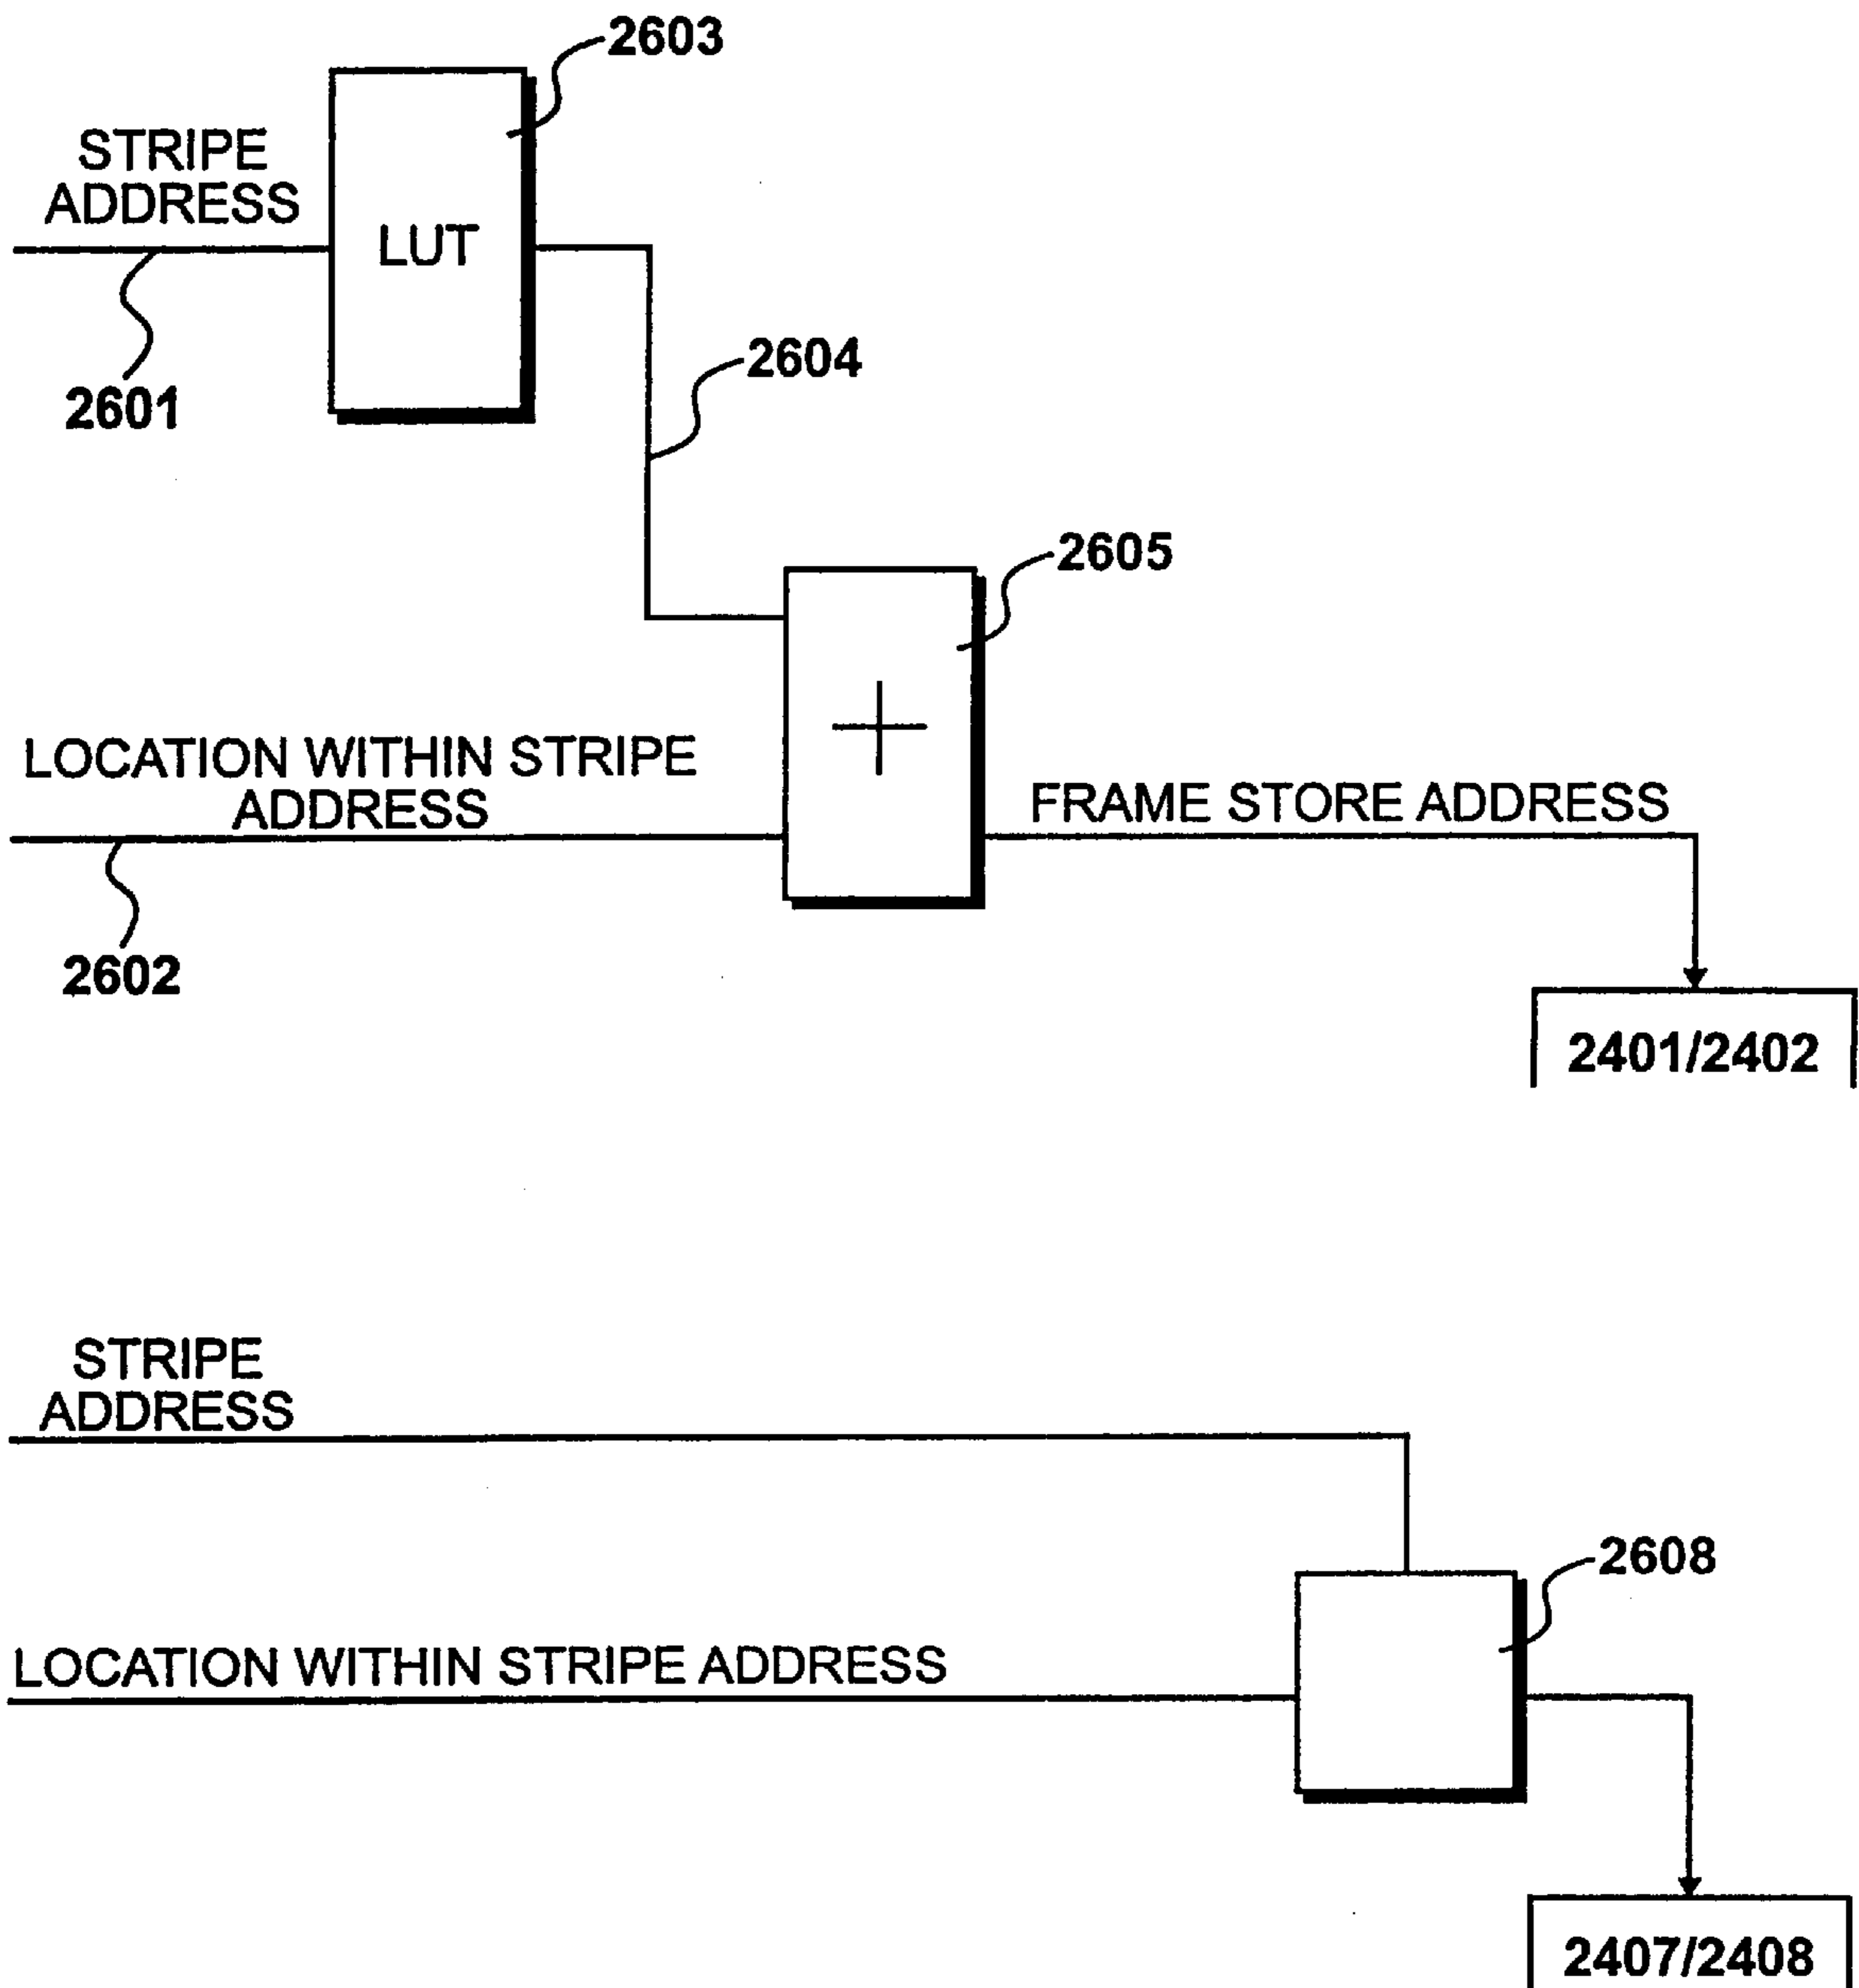 2603
STRIPE
ADDRESS
LUT
2604
2601
2605
LOCATION WITHIN STRIPE
ADDRESS
FRAME STORE ADDRESS
2602
2401/2402
STRIPE
ADDRESS
2608
LOCATION WITHIN STRIPE ADDRESS
2407/2408